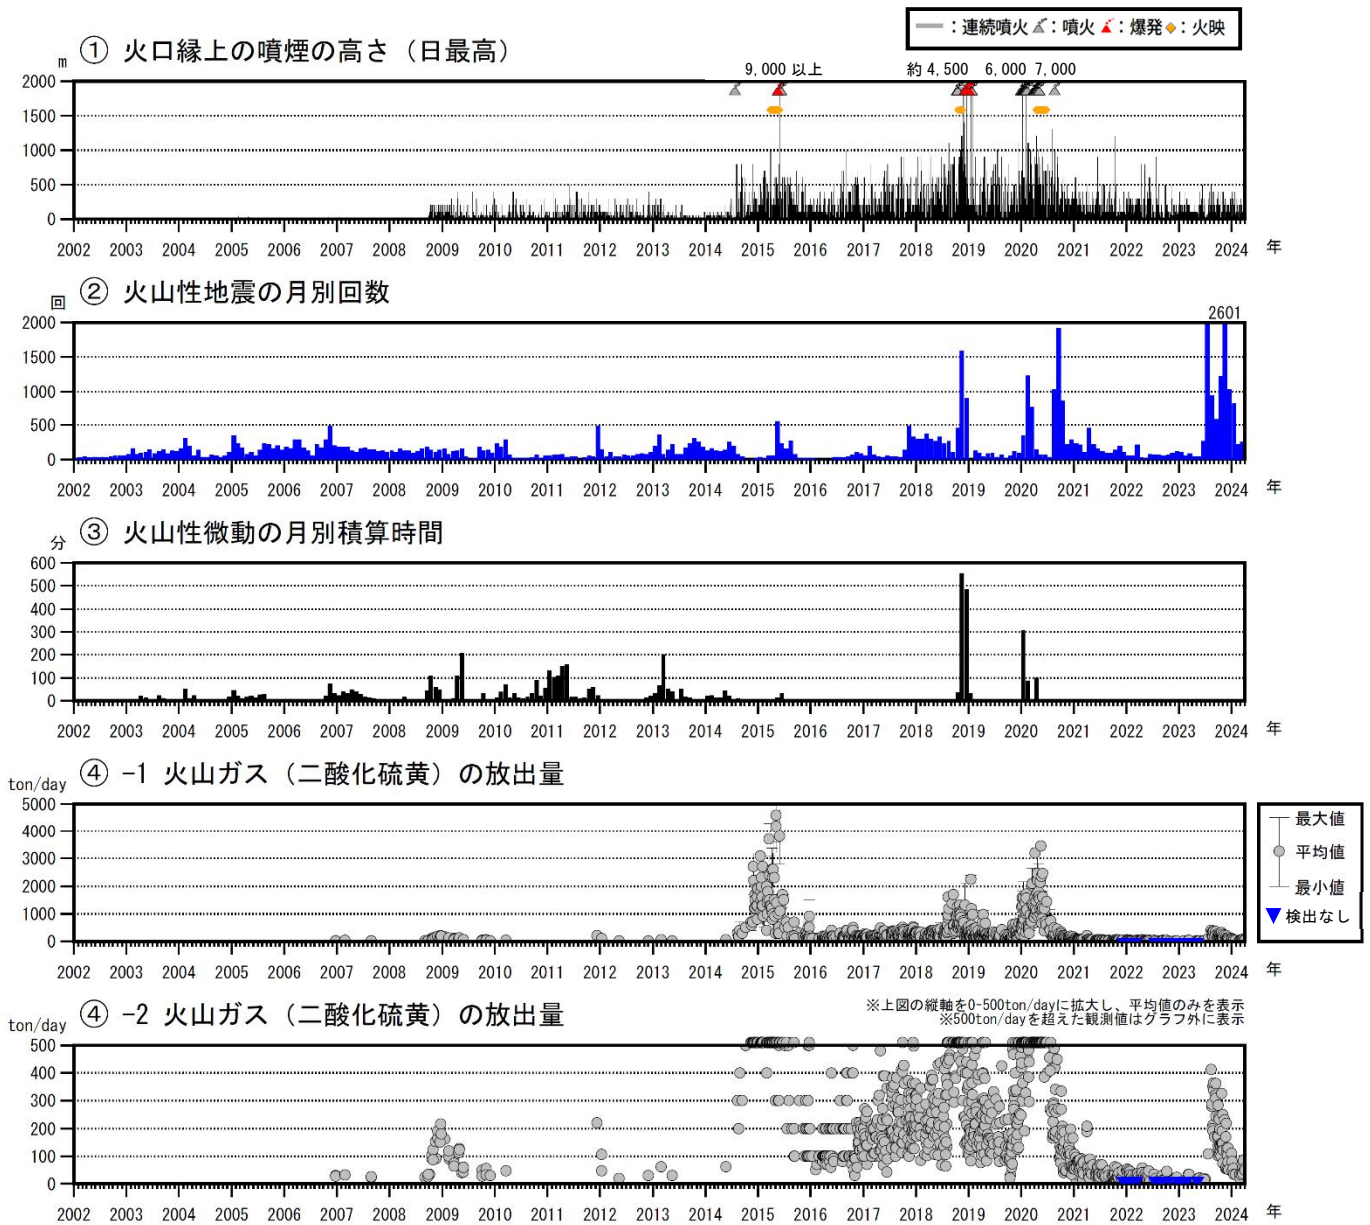 ━:連続噴火 :噴火 :爆発 ◆:火映
① 火口縁上の噴煙の高さ(日最高)
m
9,000 以上 約 4,500 6,000 7,000
2000
1500
1000
500
0
2002 2003 2004 2005 2006 2007 2008 2009 2010 2011 2012 2013 2014 2015 2016 2017 2018 2019 2020 2021 2022 2023 2024 年
② 火山性地震の月別回数
回
2601
2000
1500
1000
500
0
2002 2003 2004 2005 2006 2007 2008 2009 2010 2011 2012 2013 2014 2015 2016 2017 2018 2019 2020 2021 2022 2023 2024 年
③ 火山性微動の月別積算時間
分
600
500
400
300
200
100
0
2002 2003 2004 2005 2006 2007 2008 2009 2010 2011 2012 2013 2014 2015 2016 2017 2018 2019 2020 2021 2022 2023 2024 年
④ -1 火山ガス(二酸化硫黄)の放出量
ton/day
5000
4000
3000
2000
1000
0
2002 2003 2004 2005 2006 2007 2008 2009 2010 2011 2012 2013 2014 2015 2016 2017 2018 2019 2020 2021 2022 2023 2024 年
最大値
平均値
最小値
▼検出なし
④ -2 火山ガス(二酸化硫黄)の放出量
※上図の縦軸を0-500ton/dayに拡大し、平均値のみを表示
※500ton/dayを超えた観測値はグラフ外に表示
ton/day
500
400
300
200
100
0
2002 2003 2004 2005 2006 2007 2008 2009 2010 2011 2012 2013 2014 2015 2016 2017 2018 2019 2020 2021 2022 2023 2024 年